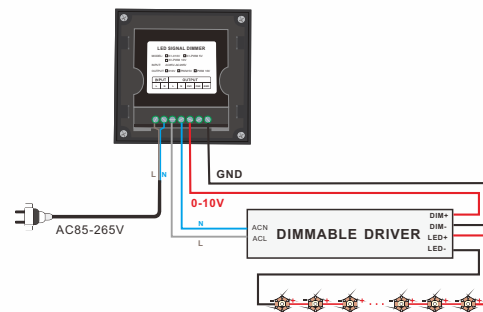 LED SIGNAL DIMMER
INPUT OUTPUT
L N
GND
0-10V
AC85-265V
N
L
ACN
ACL
DIMMABLE DRIVER
DIM+
DIM-
LED+
LED-